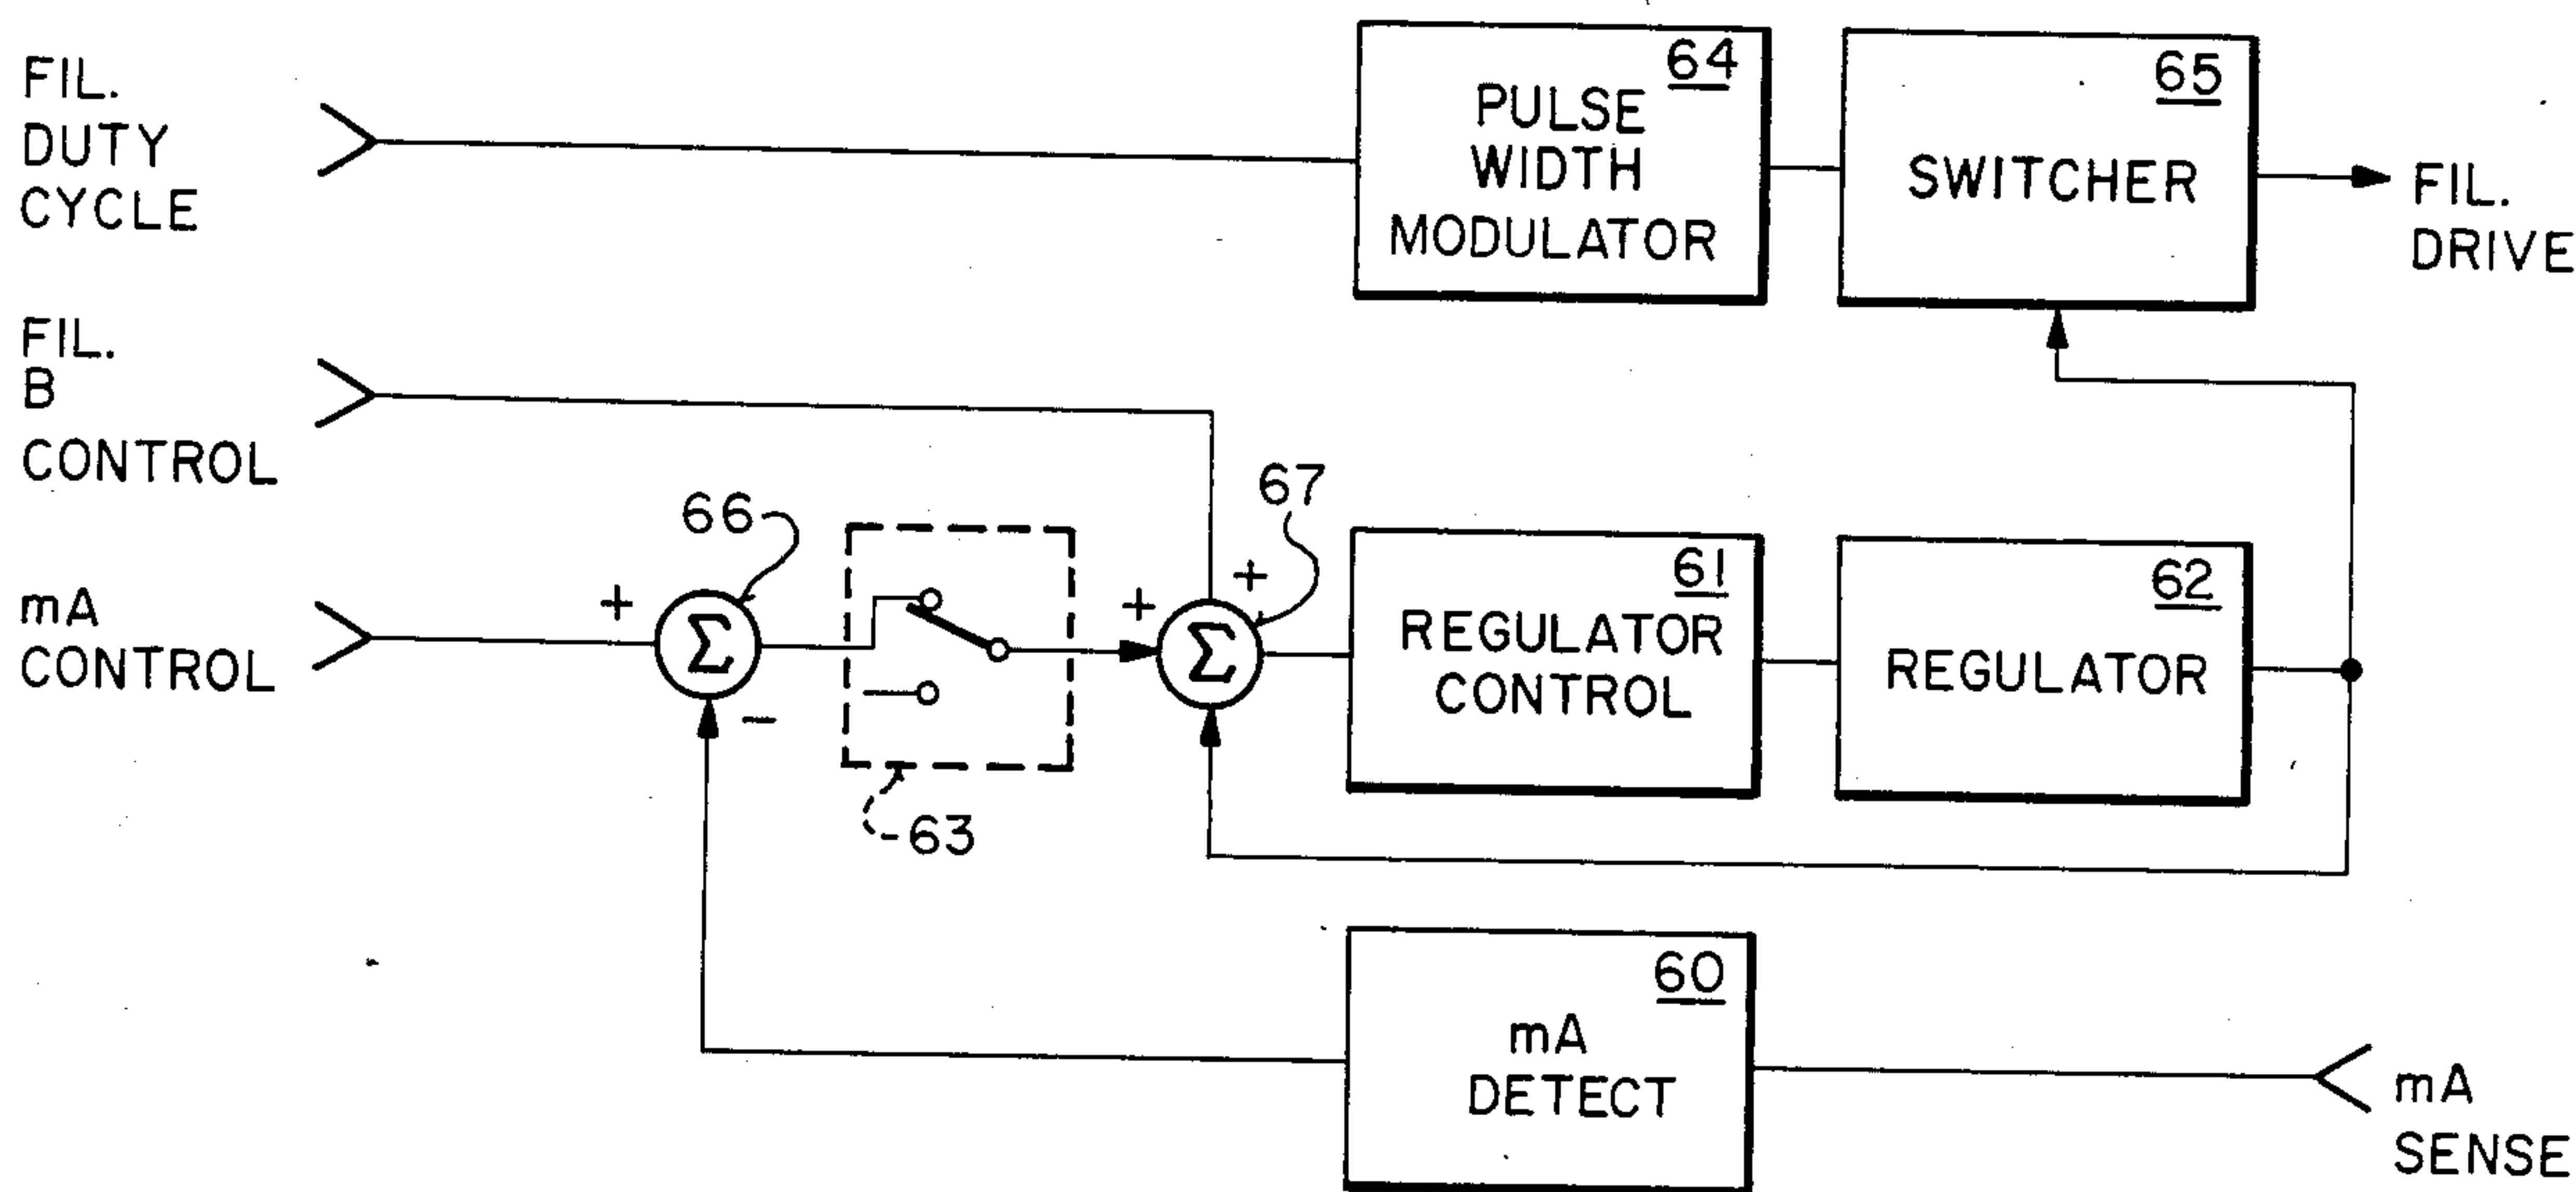 FIL.
DUTY
CYCLE
64
PULSE
WIDTH
MODULATOR
65
SWITCHER
FIL.
DRIVE
FIL.
B
CONTROL
mA
CONTROL
+
66
Σ
−
63
+
+
67
Σ
61
REGULATOR
CONTROL
62
REGULATOR
60
mA
DETECT
mA
SENSE